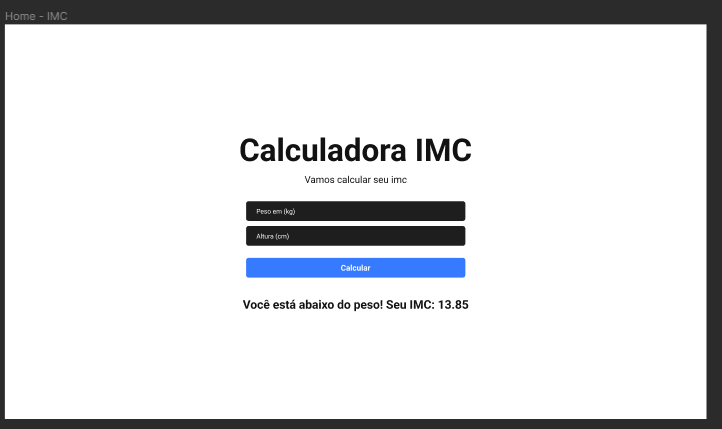 Home - IMC
Calculadora IMC
Vamos calcular seu imc
Peso em (kg)
Altura (cm)
Calcular
Você está abaixo do peso! Seu IMC: 13.85